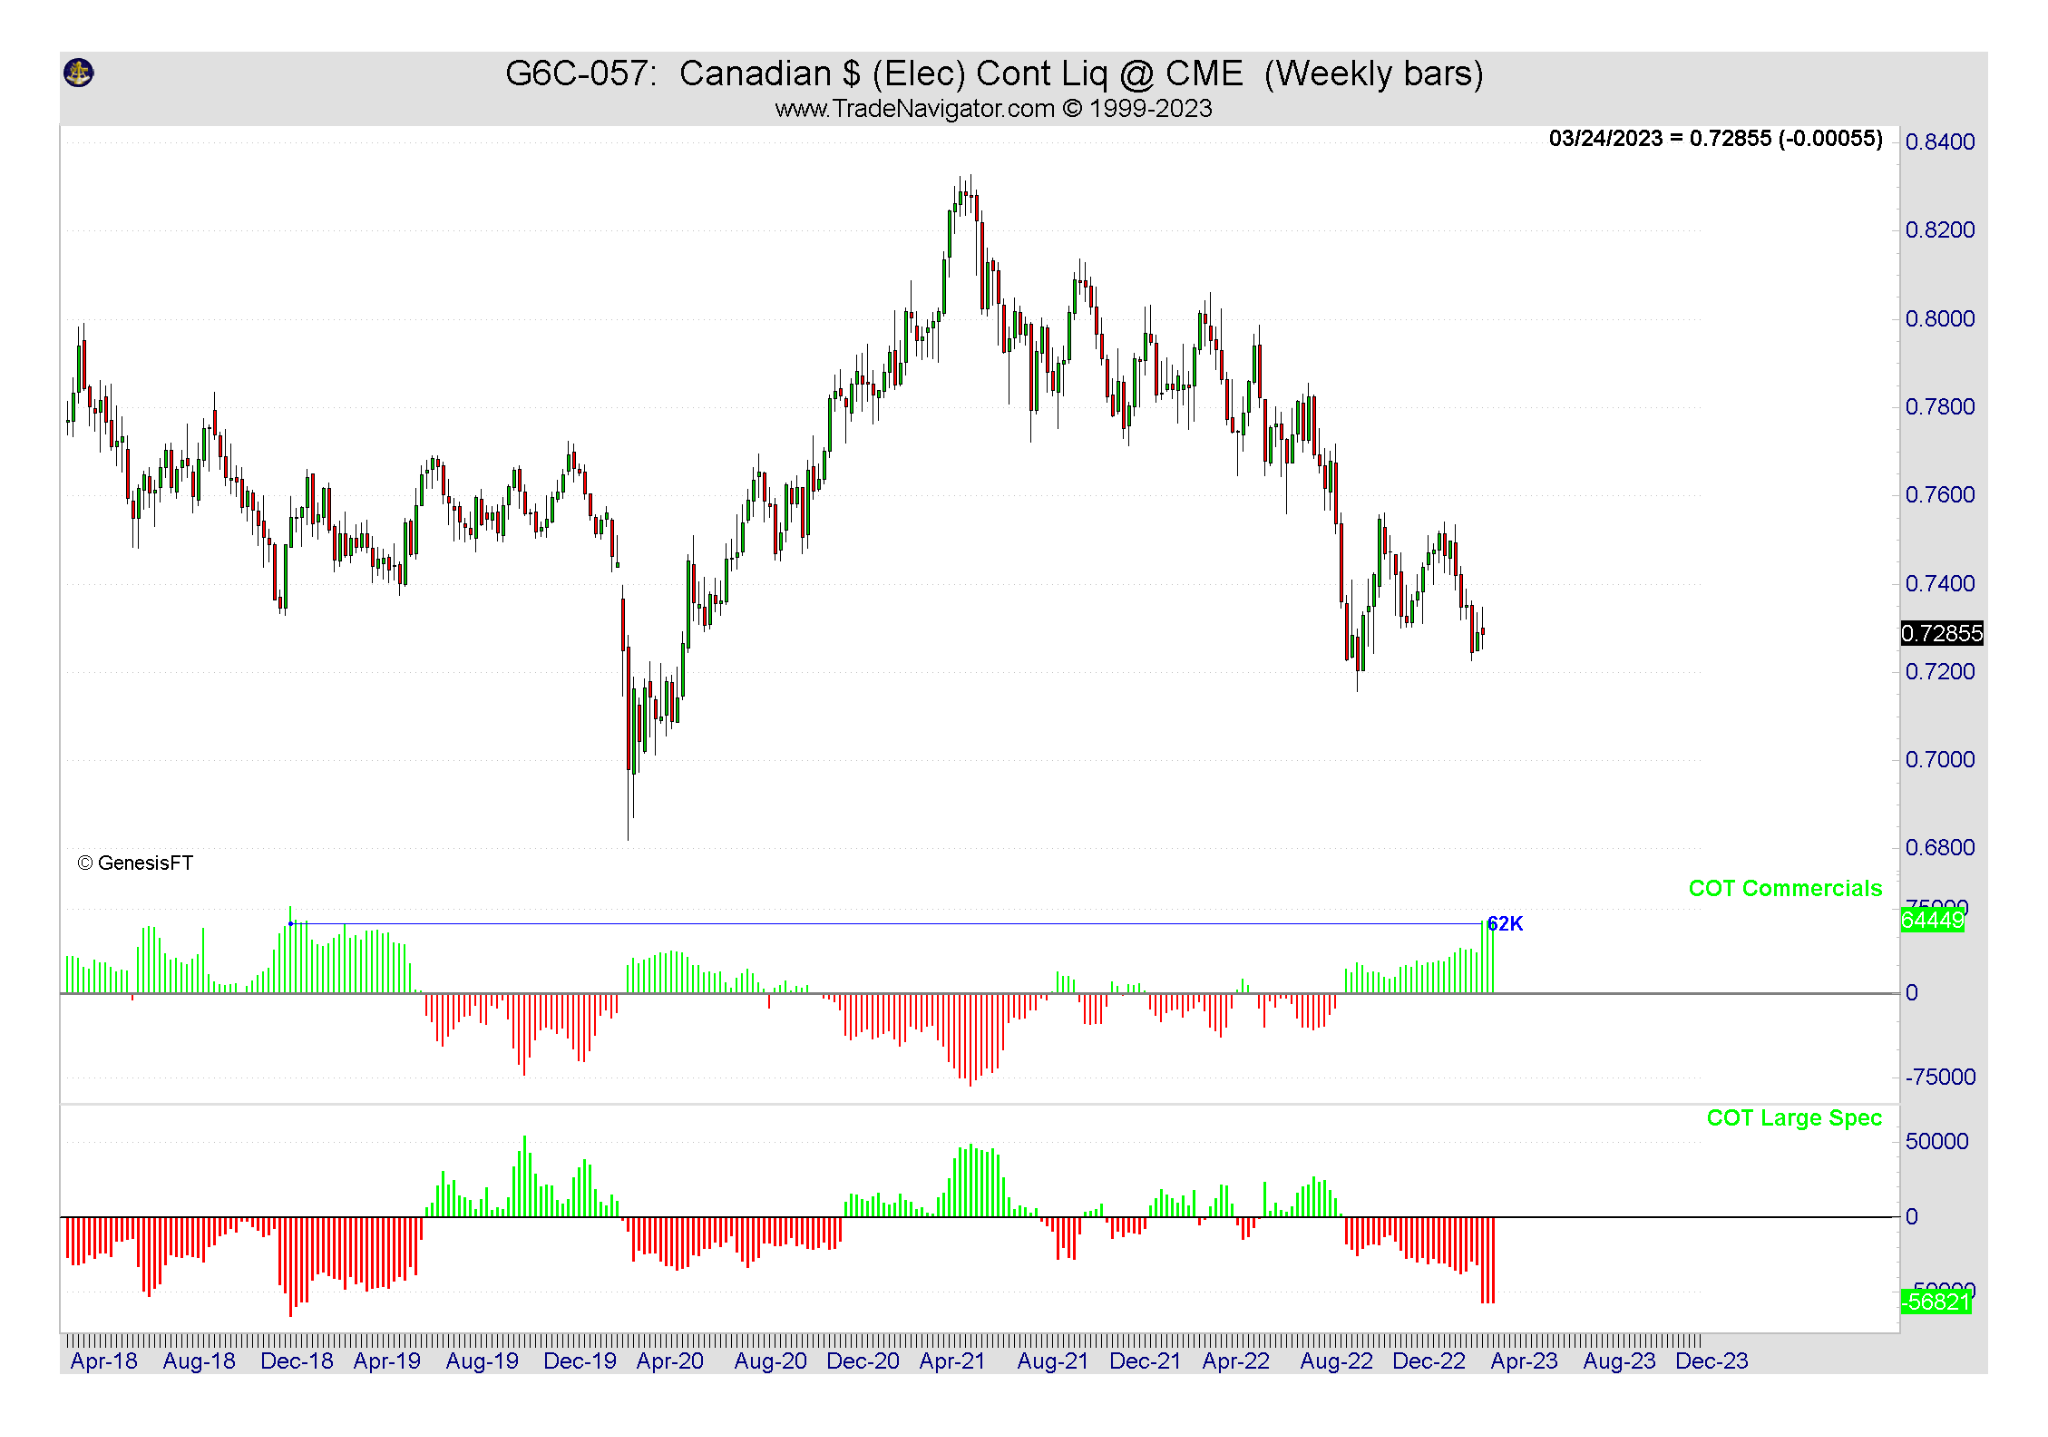 G6C-057: Canadian $ (Elec) Cont Liq @ CME (Weekly bars)
www.TradeNavigator.com © 1999-2023
03/24/2023 = 0.72855 (-0.00055)
0.8400
0.8200
0.8000
0.7800
0.7600
0.7400
0.72855
0.7200
0.7000
0.6800
© GenesisFT
COT Commercials
75000
64449
62K
0
-75000
COT Large Spec
50000
0
-50000
-56821
Apr-18 Aug-18 Dec-18 Apr-19 Aug-19 Dec-19 Apr-20 Aug-20 Dec-20 Apr-21 Aug-21 Dec-21 Apr-22 Aug-22 Dec-22 Apr-23 Aug-23 Dec-23